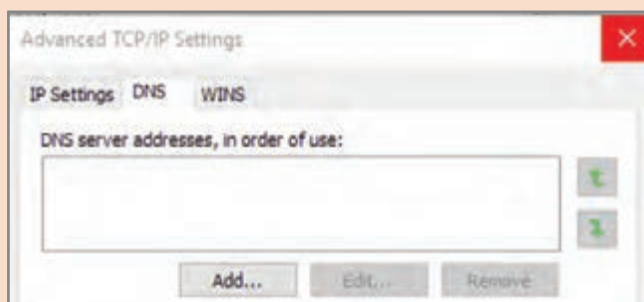 Advanced TCP/IP Settings
IP Settings DNS WINS
DNS server addresses, in order of use:
Add... Edit... Remove